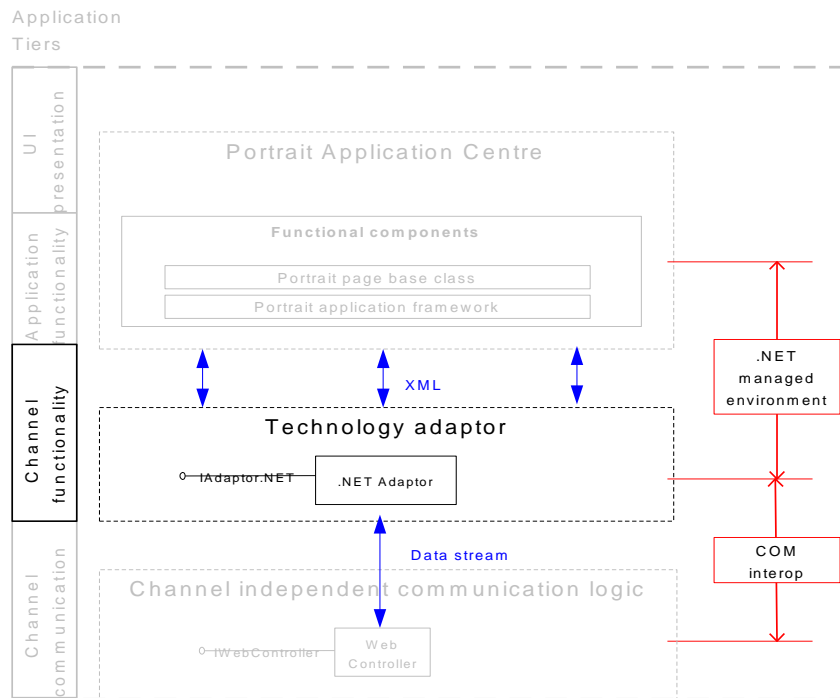 Application
Tiers
UI
presentation
Portrait Application Centre
Application
functionality
Functional components
Portrait page base class
Portrait application framework
.NET
managed
environment
XML
Channel
functionality
Technology adaptor
IAdaptor.NET
.NET Adaptor
Data stream
COM
interop
Channel
communication
Channel independent communication logic
IWebController
Web
Controller